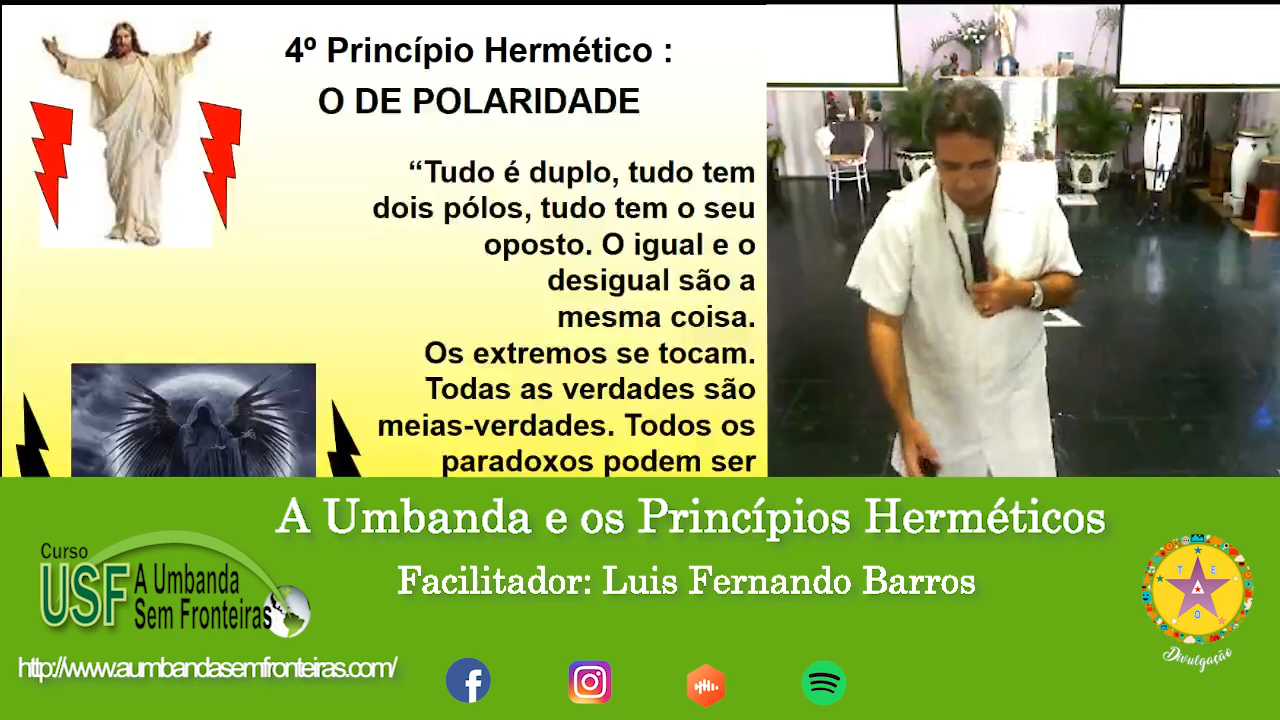 4º Princípio Hermético :
O DE POLARIDADE
“Tudo é duplo, tudo tem
dois pólos, tudo tem o seu
oposto. O igual e o
desigual são a
mesma coisa.
Os extremos se tocam.
Todas as verdades são
meias-verdades. Todos os
paradoxos podem ser
A Umbanda e os Princípios Herméticos
Facilitador: Luis Fernando Barros
Curso
USF A Umbanda
Sem Fronteiras
http://www.aumbandasemfronteiras.com/
T E
A
O
Divulgação